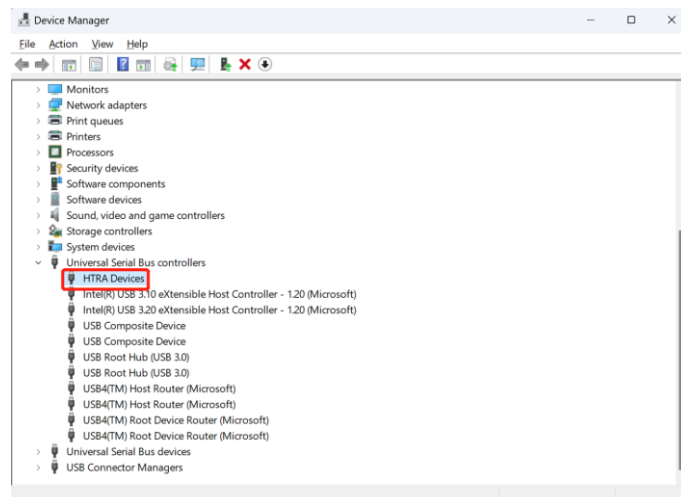 Device Manager
File Action View Help
Monitors
Network adapters
Print queues
Printers
Processors
Security devices
Software components
Software devices
Sound, video and game controllers
Storage controllers
System devices
Universal Serial Bus controllers
HTRA Devices
Intel(R) USB 3.10 eXtensible Host Controller - 1.20 (Microsoft)
Intel(R) USB 3.20 eXtensible Host Controller - 1.20 (Microsoft)
USB Composite Device
USB Composite Device
USB Root Hub (USB 3.0)
USB Root Hub (USB 3.0)
USB4(TM) Host Router (Microsoft)
USB4(TM) Host Router (Microsoft)
USB4(TM) Root Device Router (Microsoft)
USB4(TM) Root Device Router (Microsoft)
Universal Serial Bus devices
USB Connector Managers